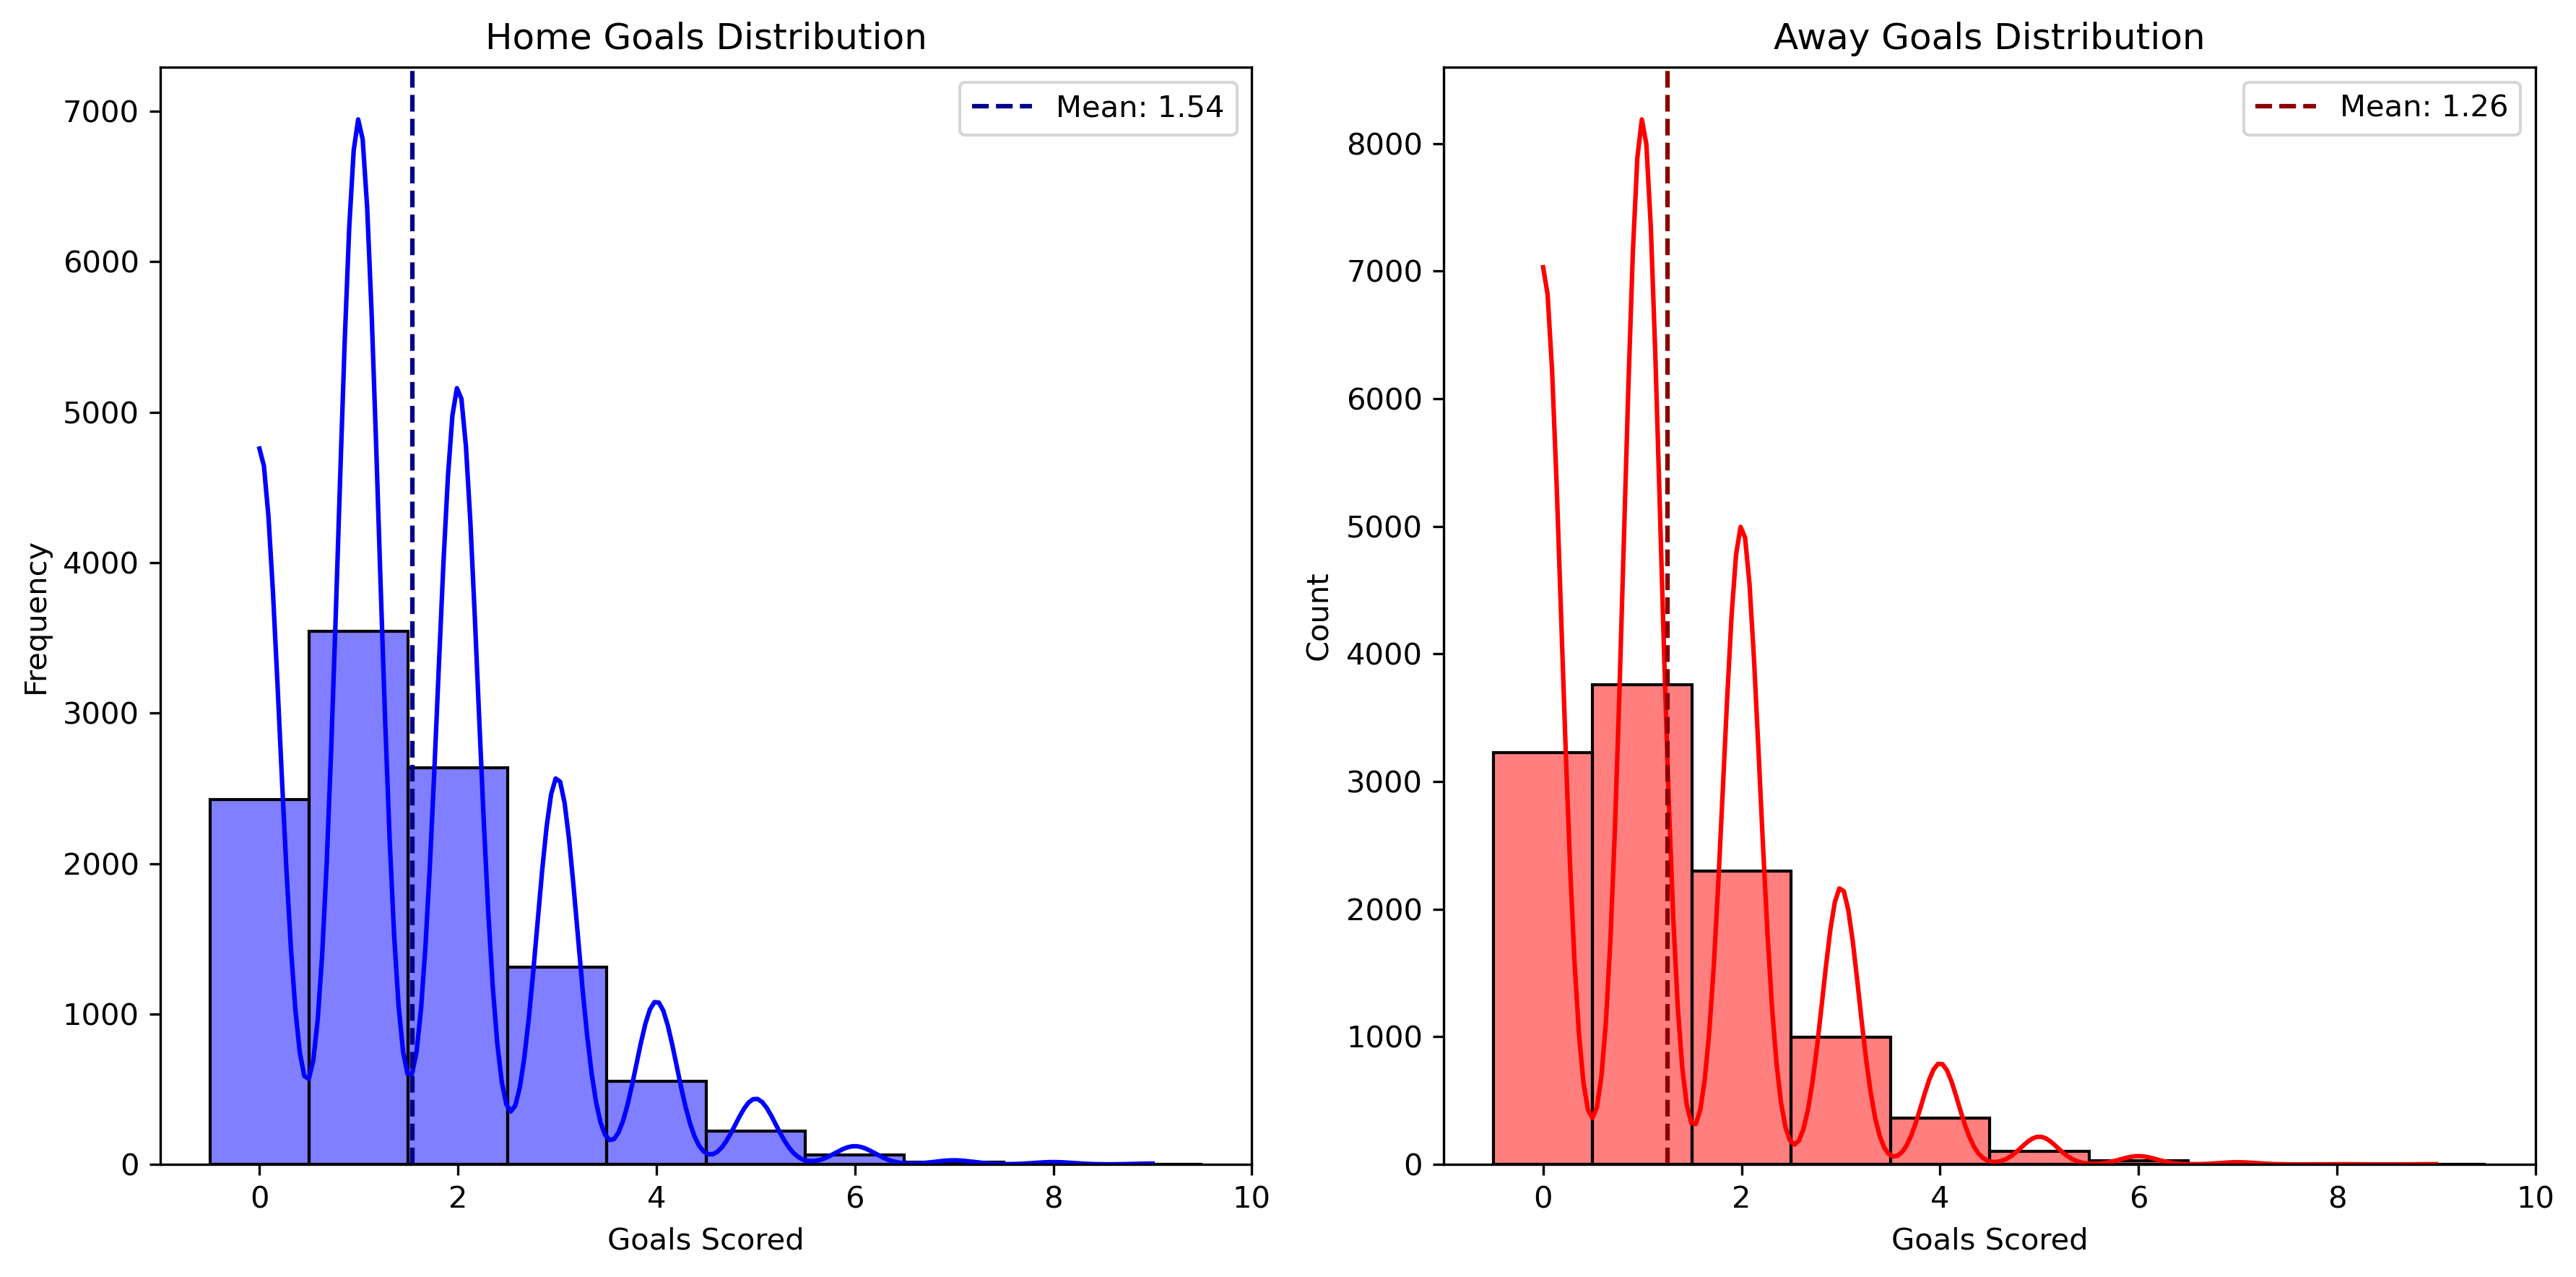 Home Goals Distribution
Mean: 1.54
7000
6000
5000
4000
3000
2000
1000
0
Frequency
0 2 4 6 8 10
Goals Scored
Away Goals Distribution
Mean: 1.26
8000
7000
6000
5000
4000
3000
2000
1000
0
Count
0 2 4 6 8 10
Goals Scored